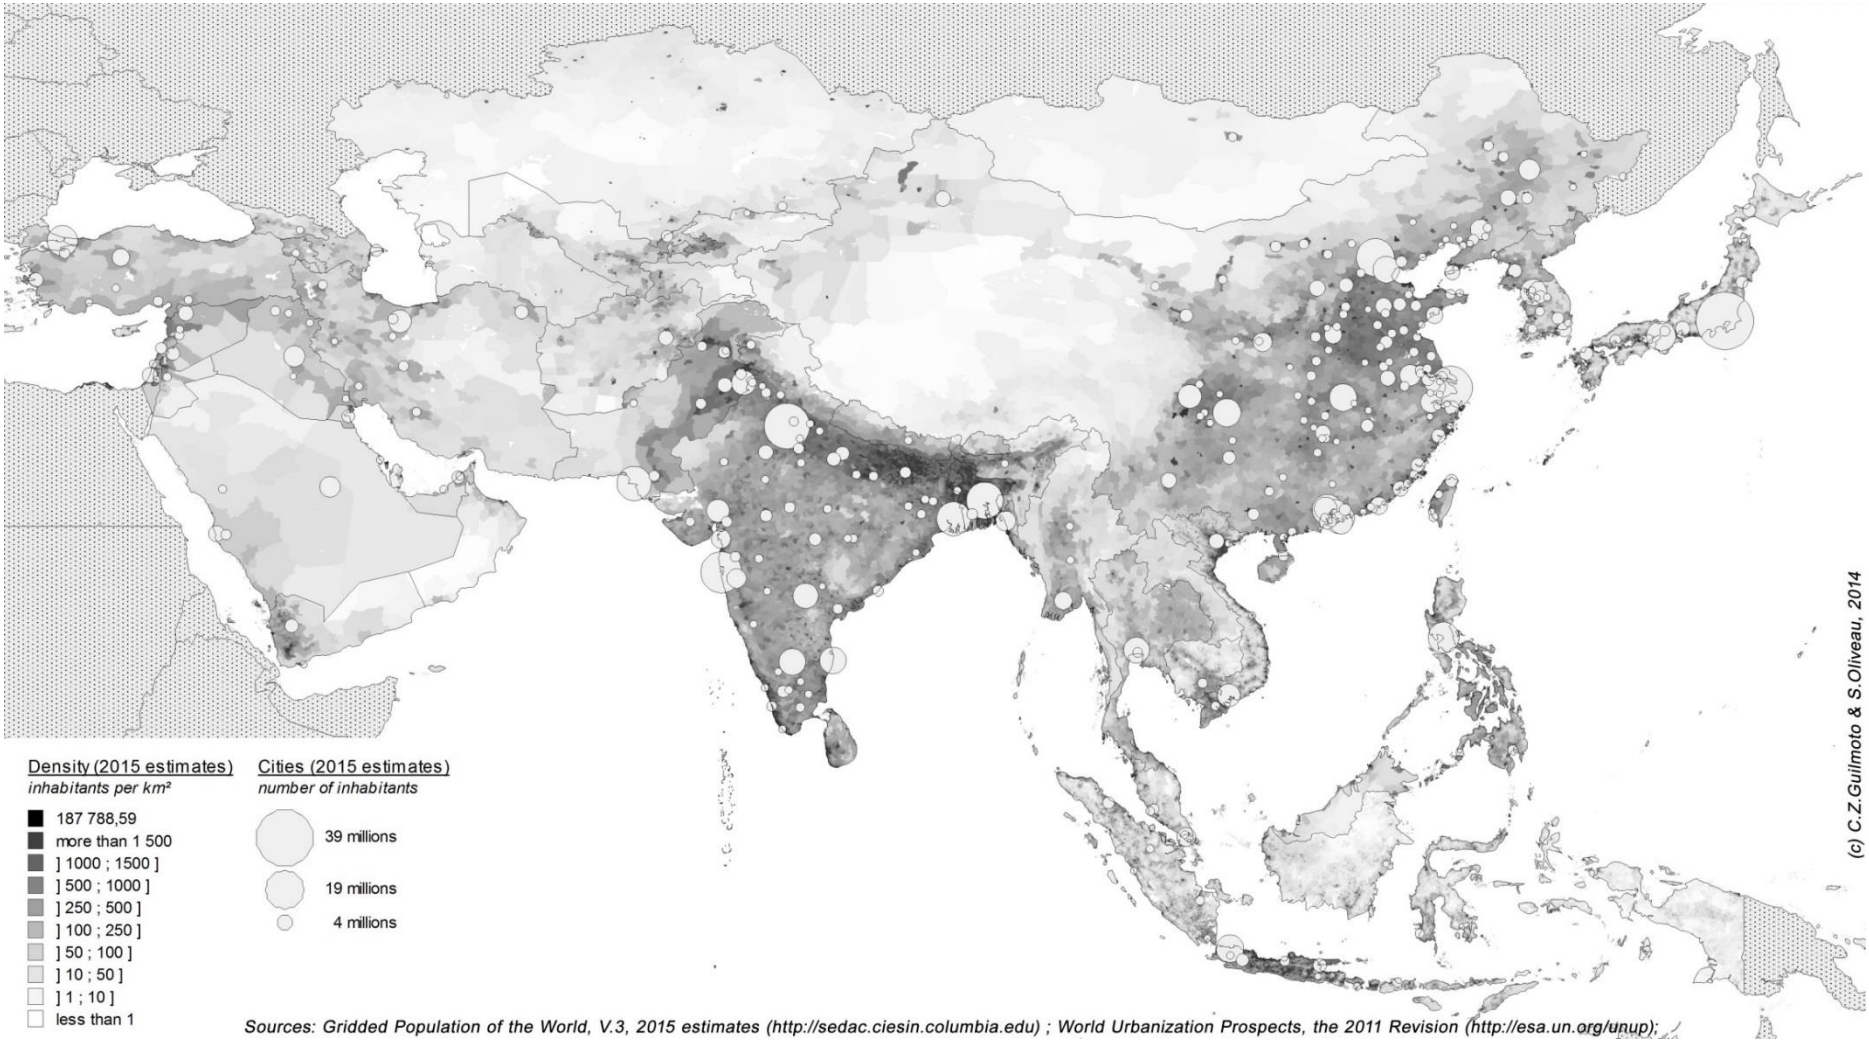 Density (2015 estimates)
inhabitants per km²
187 788,59
more than 1 500
] 1000 ; 1500 ]
] 500 ; 1000 ]
] 250 ; 500 ]
] 100 ; 250 ]
] 50 ; 100 ]
] 10 ; 50 ]
] 1 ; 10 ]
less than 1
Cities (2015 estimates)
number of inhabitants
39 millions
19 millions
4 millions
Sources: Gridded Population of the World, V.3, 2015 estimates (http://sedac.ciesin.columbia.edu) ; World Urbanization Prospects, the 2011 Revision (http://esa.un.org/unup);
(c) C.Z.Guilmoto & S.Oliveau, 2014